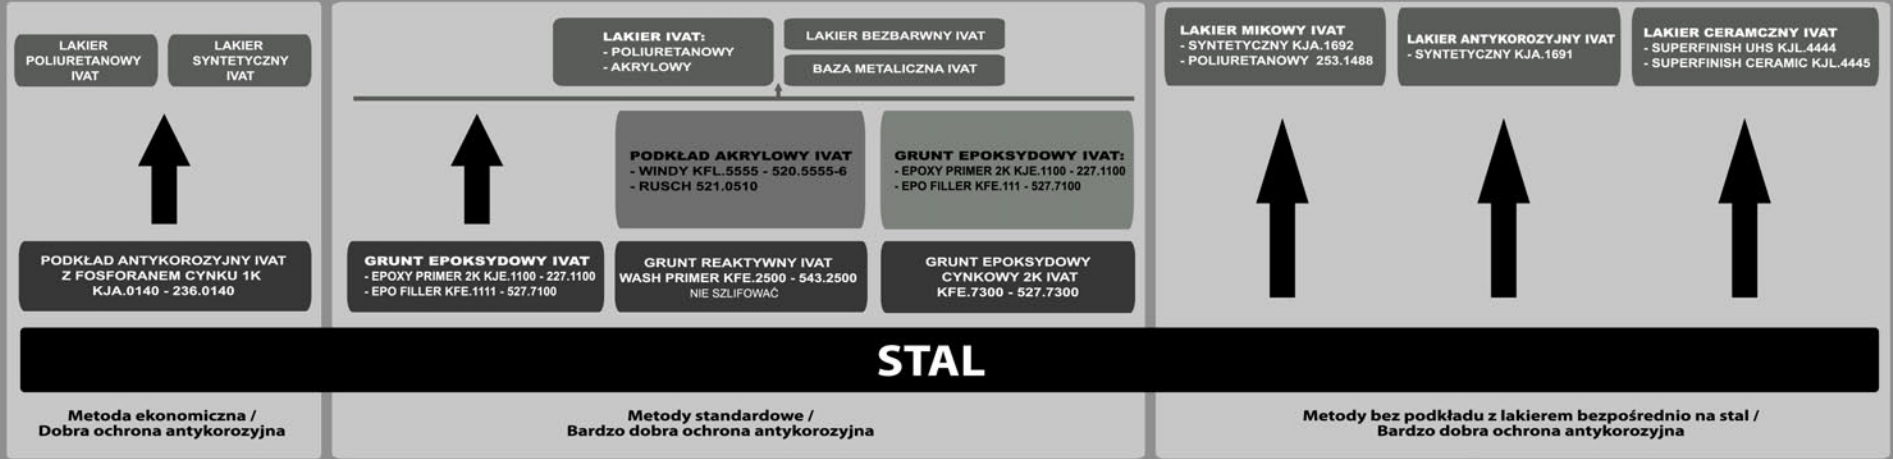 LAKIER
POLIURETANOWY
IVAT
LAKIER
SYNTETYCZNY
IVAT
PODKŁAD ANTYKOROZYJNY IVAT
Z FOSFORANEM CYNKU 1K
KJA.0140 - 236.0140
LAKIER IVAT:
- POLIURETANOWY
- AKRYLOWY
LAKIER BEZBARWNY IVAT
BAZA METALICZNA IVAT
PODKŁAD AKRYLOWY IVAT
- WINDY KFL.5555 - 520.5555-6
- RUSCH 521.0510
GRUNT EPOKSYDOWY IVAT:
- EPOXY PRIMER 2K KJE.1100 - 227.1100
- EPO FILLER KFE.111 - 527.7100
GRUNT EPOKSYDOWY IVAT
- EPOXY PRIMER 2K KJE.1100 - 227.1100
- EPO FILLER KFE.1111 - 527.7100
GRUNT REAKTYWNY IVAT
WASH PRIMER KFE.2500 - 543.2500
NIE SZLIFOWAĆ
GRUNT EPOKSYDOWY
CYNKOWY 2K IVAT
KFE.7300 - 527.7300
LAKIER MIKOWY IVAT
- SYNTETYCZNY KJA.1692
- POLIURETANOWY 253.1488
LAKIER ANTYKOROZYJNY IVAT
- SYNTETYCZNY KJA.1691
LAKIER CERAMCZNY IVAT
- SUPERFINISH UHS KJL.4444
- SUPERFINISH CERAMIC KJL.4445
STAL
Metoda ekonomiczna /
Dobra ochrona antykorozyjna
Metody standardowe /
Bardzo dobra ochrona antykorozyjna
Metody bez podkładu z lakierem bezpośrednio na stal /
Bardzo dobra ochrona antykorozyjna